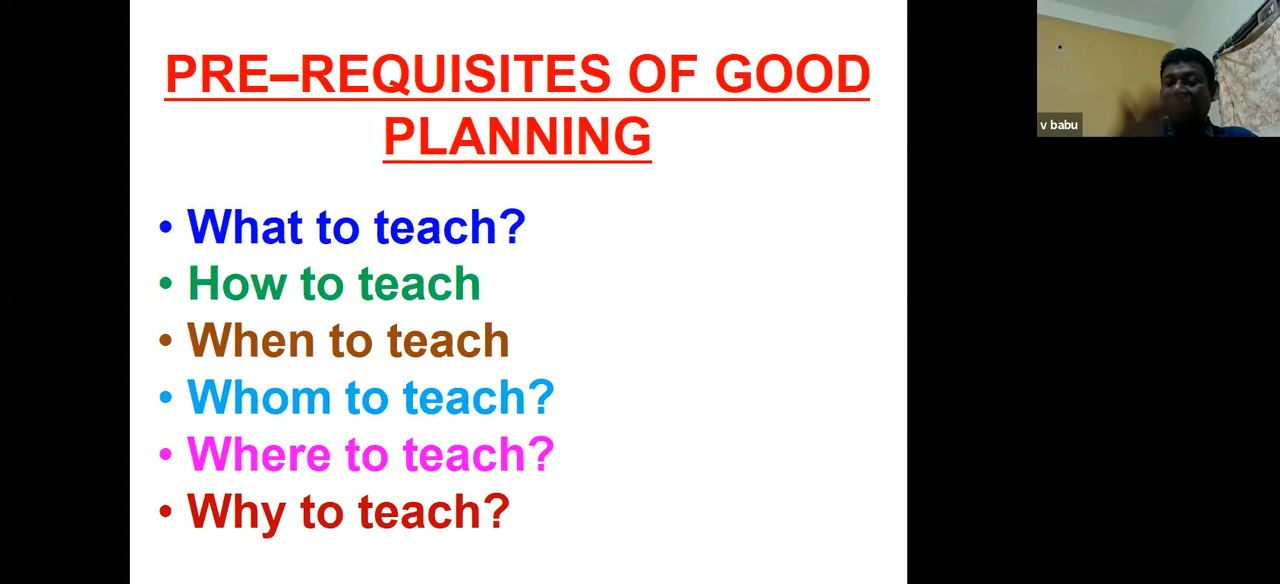 PRE–REQUISITES OF GOOD
PLANNING
• What to teach?
• How to teach
• When to teach
• Whom to teach?
• Where to teach?
• Why to teach?
v babu